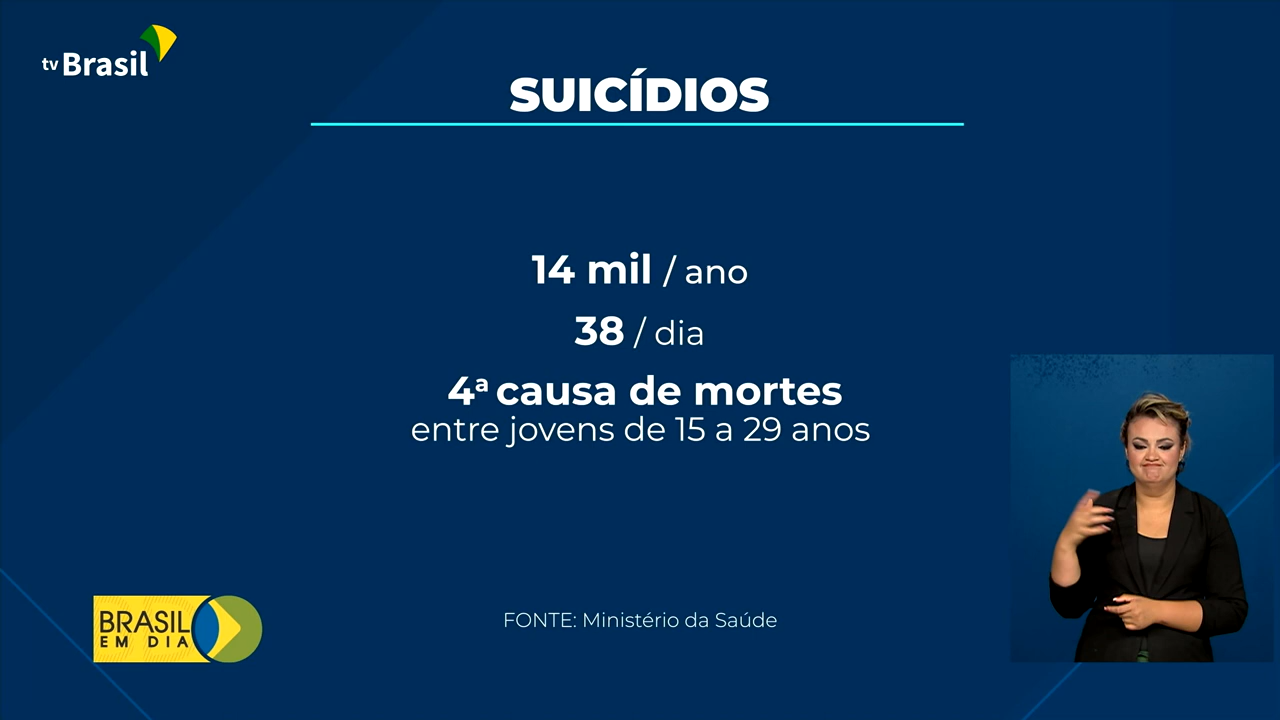 tv Brasil
SUICÍDIOS
14 mil / ano
38 / dia
4ª causa de mortes
entre jovens de 15 a 29 anos
BRASIL
EM DIA
FONTE: Ministério da Saúde